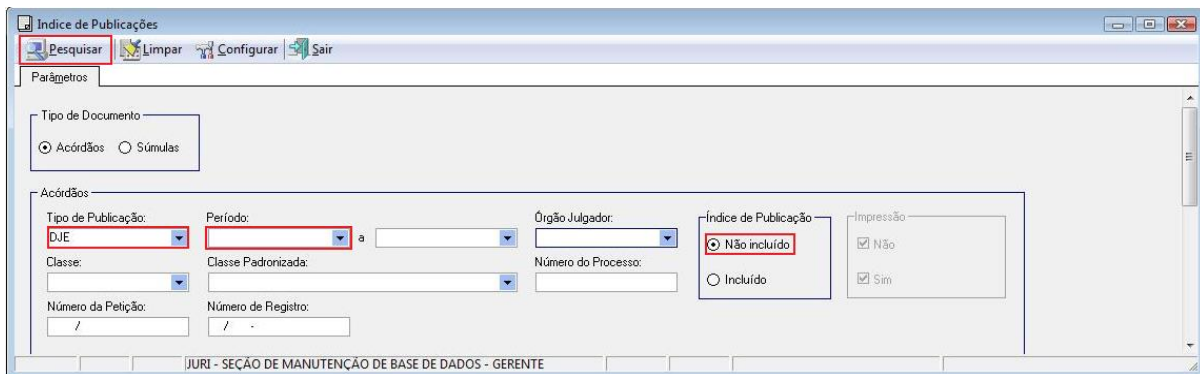 Indice de Publicações
Pesquisar Limpar Configurar Sair
Parâmetros
Tipo de Documento
Acórdãos Súmulas
Acórdãos
Tipo de Publicação: Período: Órgão Julgador: Índice de Publicação Impressão
DJE a Não incluído Não
Classe: Classe Padronizada: Número do Processo: Incluído Sim
Número da Petição: Número de Registro:
/ / -
JURI - SEÇÃO DE MANUTENÇÃO DE BASE DE DADOS - GERENTE